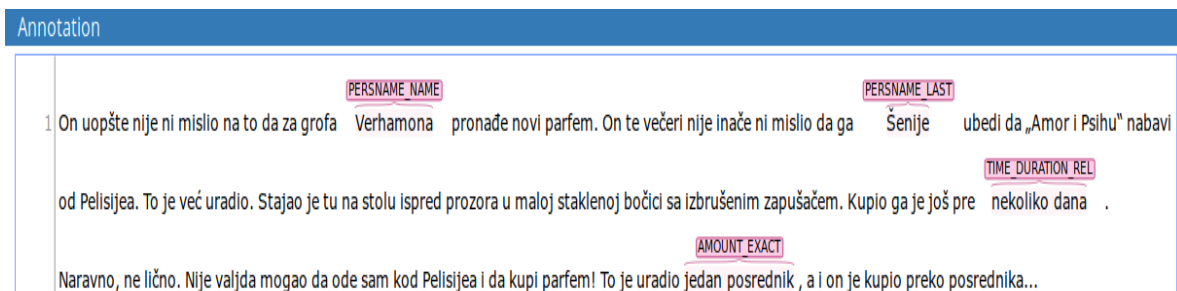 Annotation
PERSNAME_NAME PERSNAME_LAST
1 On uopšte nije ni mislio na to da za grofa Verhamona pronađe novi parfem. On te večeri nije inače ni mislio da ga Šenije ubedi da „Amor i Psihu“ nabavi
TIME_DURATION_REL
od Pelisijea. To je već uradio. Stajao je tu na stolu ispred prozora u maloj staklenoj bočici sa izbrušenim zapušačem. Kupio ga je još pre nekoliko dana .
AMOUNT_EXACT
Naravno, ne lično. Nije valjda mogao da ode sam kod Pelisijea i da kupi parfem! To je uradio jedan posrednik , a i on je kupio preko posrednika...